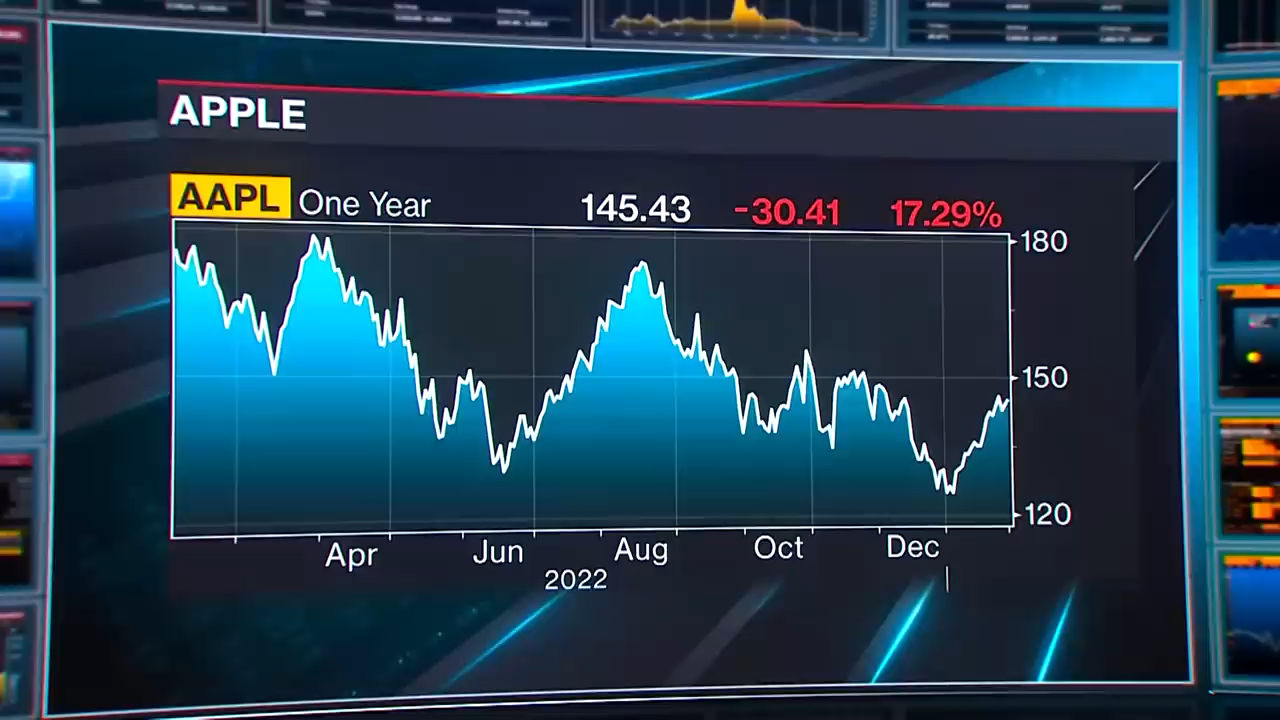 APPLE
AAPL One Year 145.43 -30.41 17.29%
180
150
120
Apr Jun Aug Oct Dec
2022